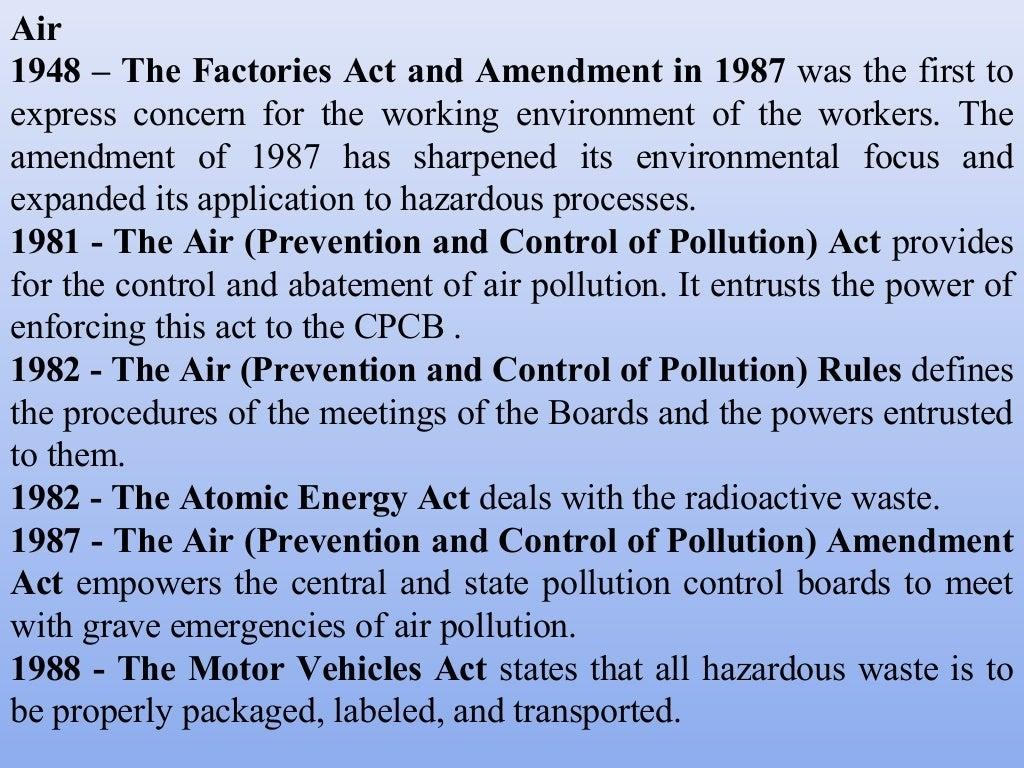 Air
1948 – The Factories Act and Amendment in 1987 was the first to
express concern for the working environment of the workers. The
amendment of 1987 has sharpened its environmental focus and
expanded its application to hazardous processes.
1981 - The Air (Prevention and Control of Pollution) Act provides
for the control and abatement of air pollution. It entrusts the power of
enforcing this act to the CPCB .
1982 - The Air (Prevention and Control of Pollution) Rules defines
the procedures of the meetings of the Boards and the powers entrusted
to them.
1982 - The Atomic Energy Act deals with the radioactive waste.
1987 - The Air (Prevention and Control of Pollution) Amendment
Act empowers the central and state pollution control boards to meet
with grave emergencies of air pollution.
1988 - The Motor Vehicles Act states that all hazardous waste is to
be properly packaged, labeled, and transported.